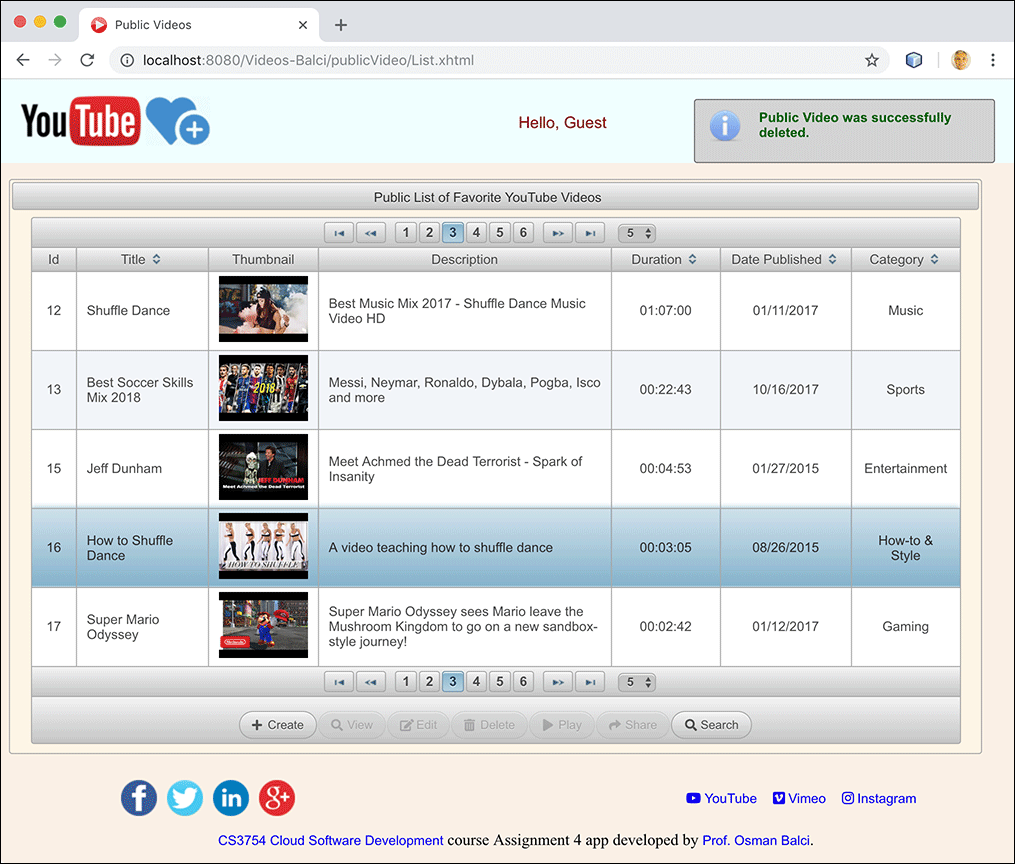 Public Videos
localhost:8080/Videos-Balci/publicVideo/List.xhtml
YouTube
Hello, Guest
Public Video was successfully
deleted.
Public List of Favorite YouTube Videos
1 2 3 4 5 6 5
Id Title Thumbnail Description Duration Date Published Category
12 Shuffle Dance Best Music Mix 2017 - Shuffle Dance Music
Video HD 01:07:00 01/11/2017 Music
13 Best Soccer Skills
Mix 2018 2018 Messi, Neymar, Ronaldo, Dybala, Pogba, Isco
and more 00:22:43 10/16/2017 Sports
15 Jeff Dunham JEFF DUNHAM
Meet Achmed the Dead Terrorist Meet Achmed the Dead Terrorist - Spark of
Insanity 00:04:53 01/27/2015 Entertainment
16 How to Shuffle
Dance HOW TO SHUFFLE A video teaching how to shuffle dance 00:03:05 08/26/2015 How-to &
Style
17 Super Mario
Odyssey Nintendo Super Mario Odyssey sees Mario leave the
Mushroom Kingdom to go on a new sandbox-
style journey! 00:02:42 01/12/2017 Gaming
1 2 3 4 5 6 5
Create View Edit Delete Play Share Search
YouTube Vimeo Instagram
CS3754 Cloud Software Development course Assignment 4 app developed by Prof. Osman Balci.